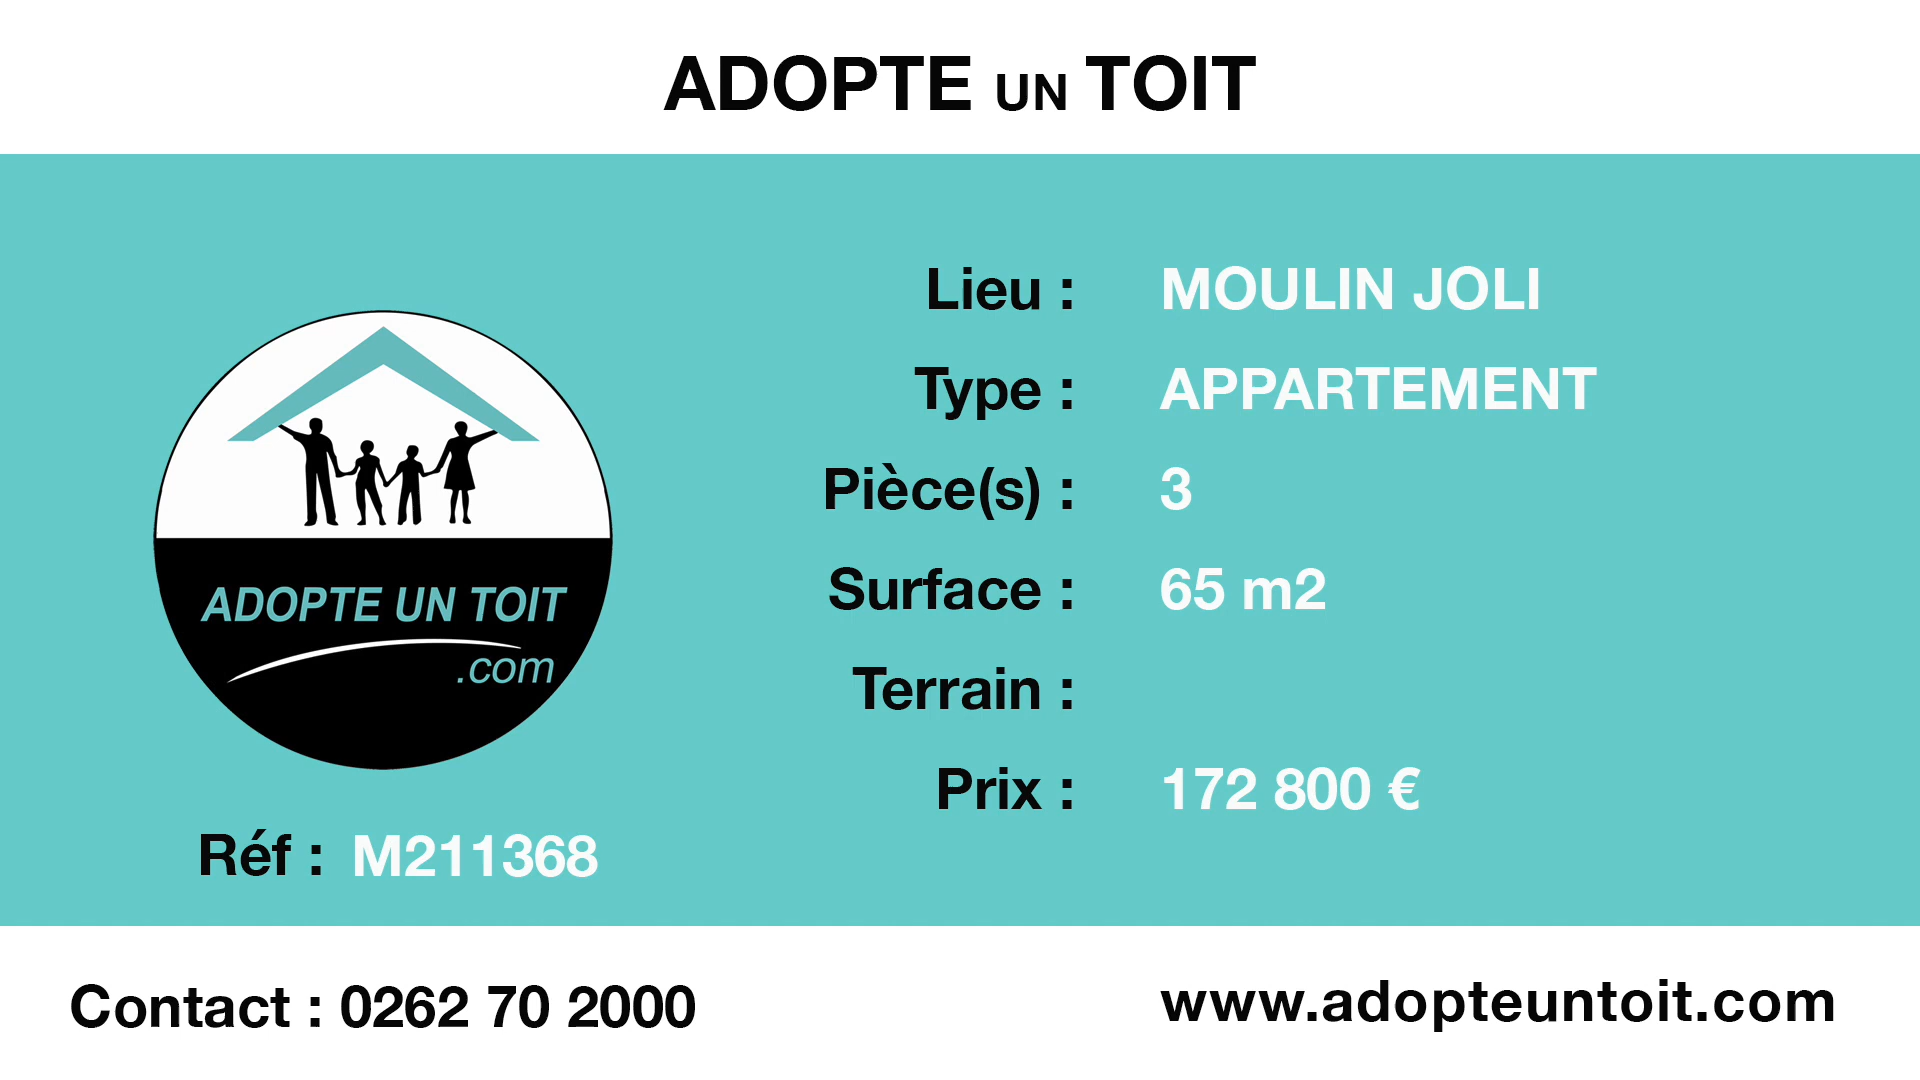 ADOPTE UN TOIT
Lieu : MOULIN JOLI
Type : APPARTEMENT
Pièce(s) : 3
Surface : 65 m2
Terrain :
Prix : 172 800 €
ADOPTE UN TOIT
.com
Réf : M211368
Contact : 0262 70 2000
www.adopteuntoit.com